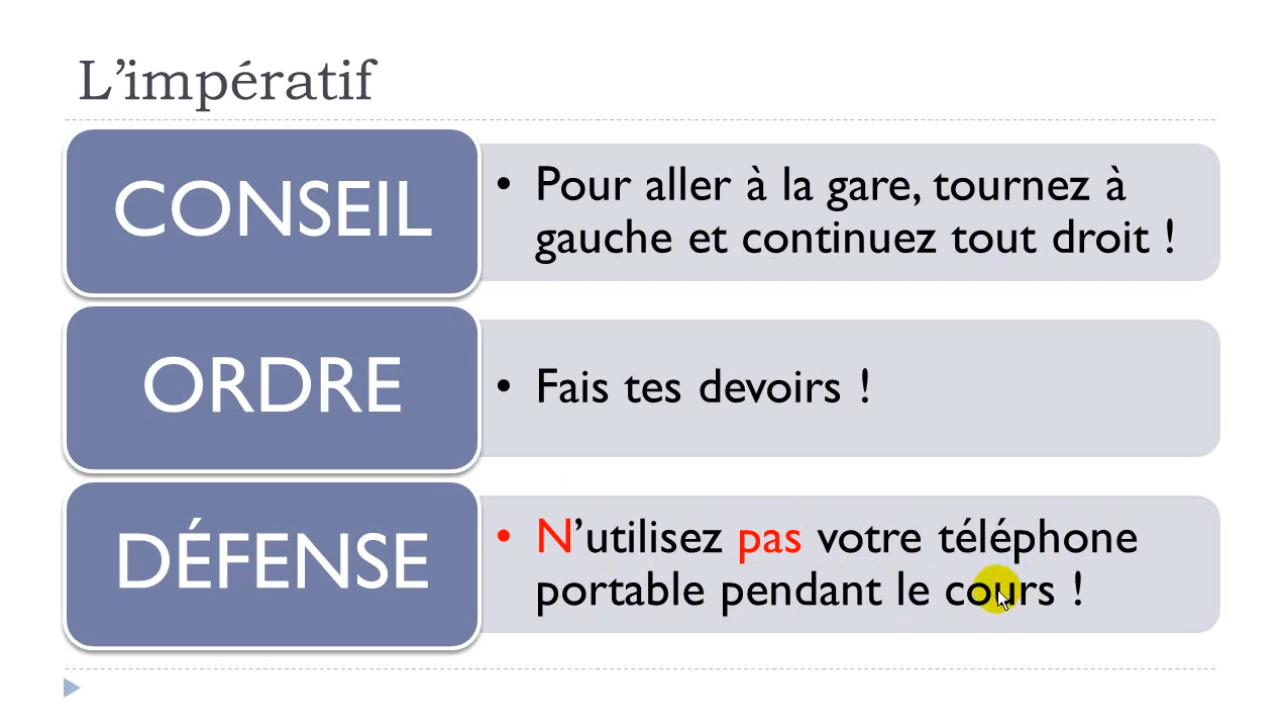 L’impératif
CONSEIL
• Pour aller à la gare, tournez à
gauche et continuez tout droit !
ORDRE
• Fais tes devoirs !
DÉFENSE
• N’utilisez pas votre téléphone
portable pendant le cours !